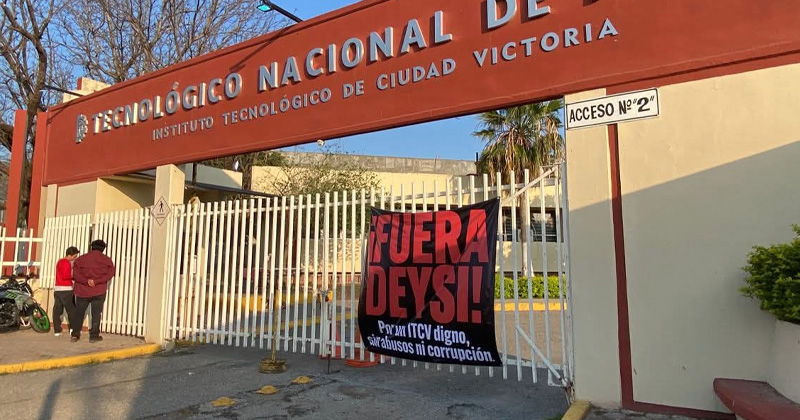 TECNOLÓGICO NACIONAL DE
INSTITUTO TECNOLÓGICO DE CIUDAD VICTORIA
ACCESO Nº "2"
¡FUERA
DEYSI!
Por un ITCV digno,
sin abusos ni corrupción.